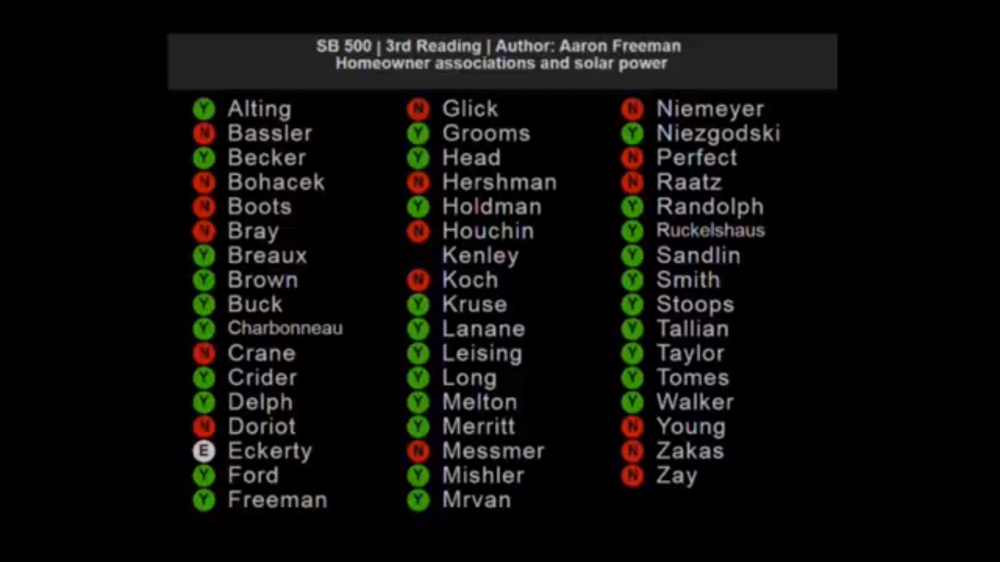 SB 500 | 3rd Reading | Author: Aaron Freeman
Homeowner associations and solar power
Y Alting
N Bassler
Y Becker
N Bohacek
N Boots
N Bray
Y Breaux
Y Brown
Y Buck
Y Charbonneau
N Crane
Y Crider
Y Delph
N Doriot
E Eckerty
Y Ford
Y Freeman
N Glick
Y Grooms
Y Head
N Hershman
Y Holdman
N Houchin
Kenley
N Koch
Y Kruse
Y Lanane
Y Leising
Y Long
Y Melton
Y Merritt
N Messmer
Y Mishler
Y Mrvan
N Niemeyer
Y Niezgodski
N Perfect
N Raatz
Y Randolph
Y Ruckelshaus
Y Sandlin
Y Smith
Y Stoops
Y Tallian
Y Taylor
Y Tomes
Y Walker
N Young
N Zakas
N Zay